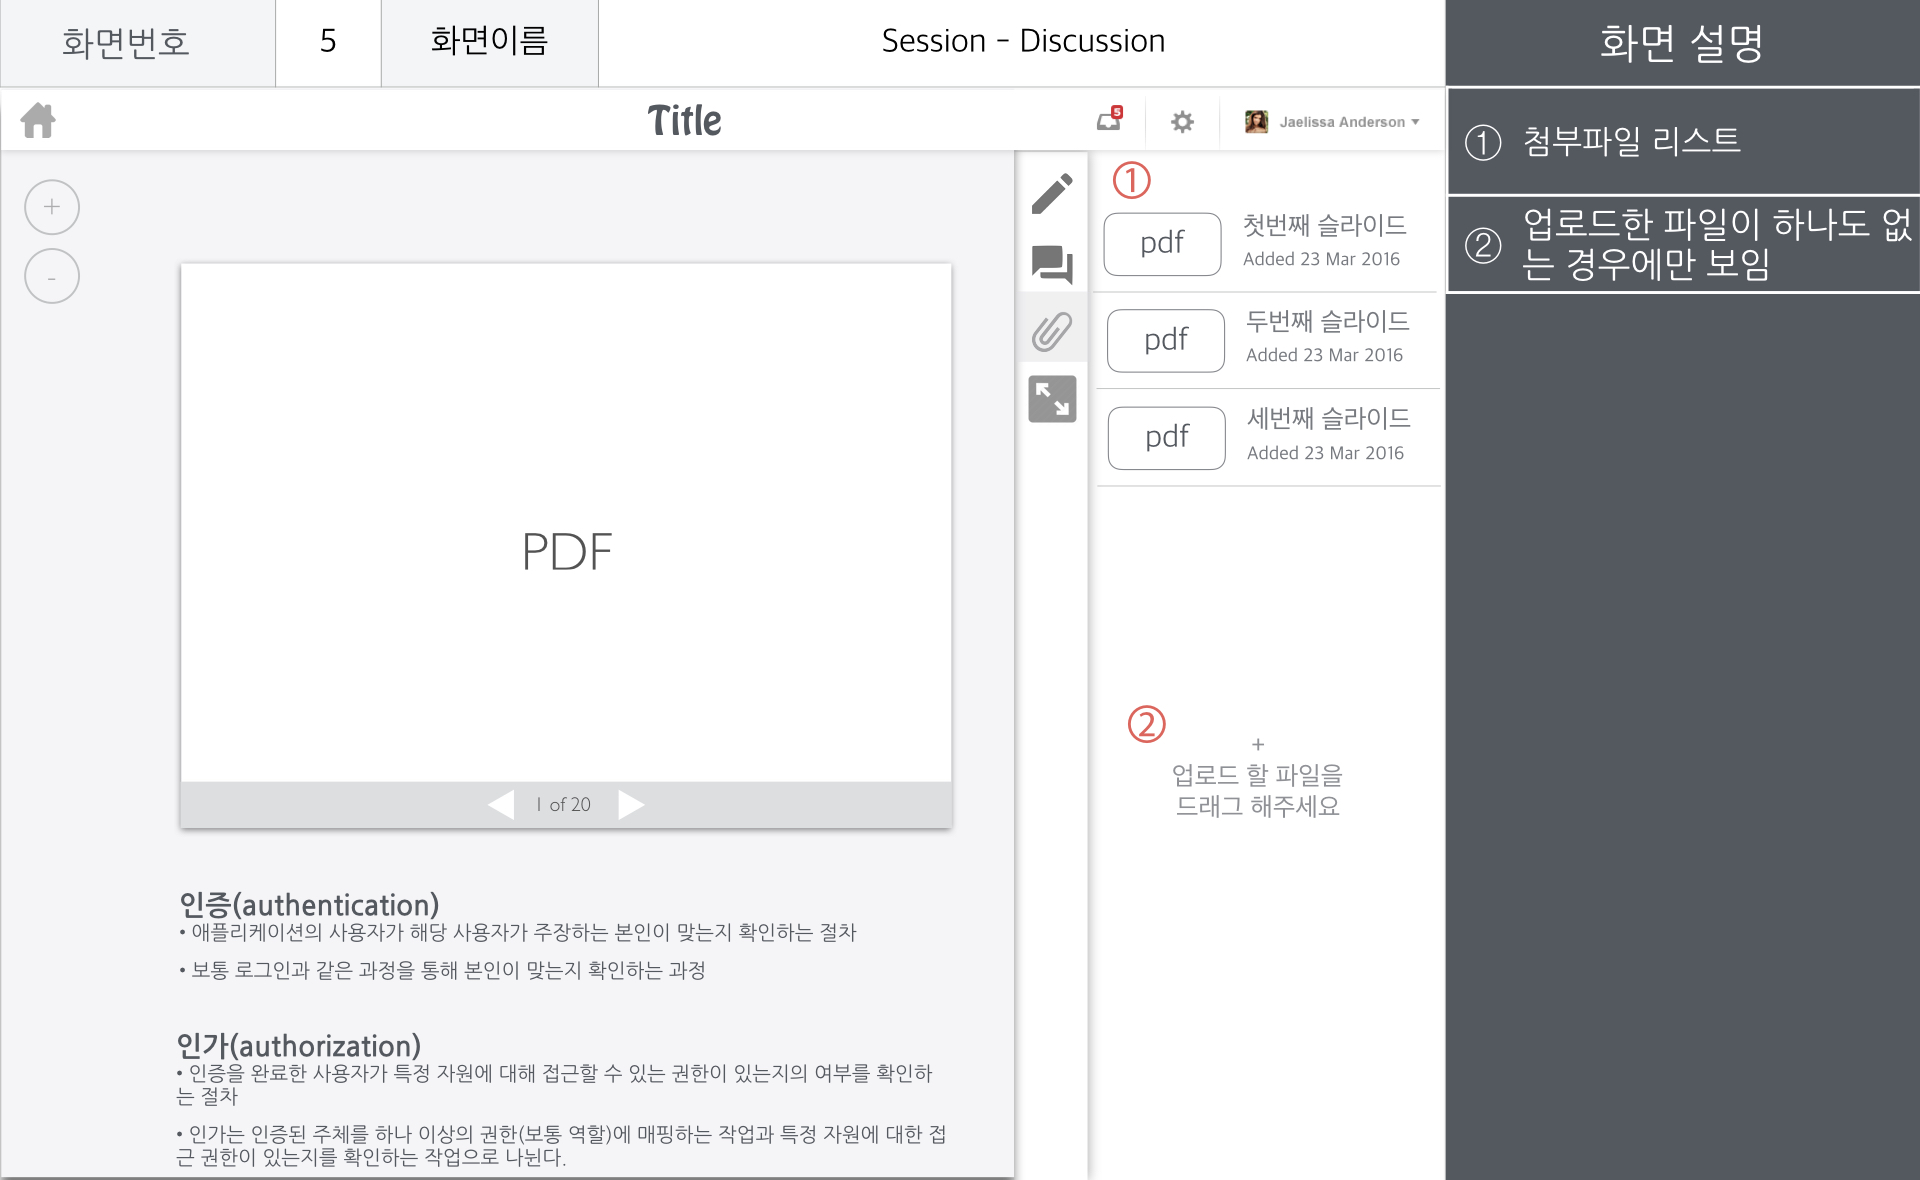 화면번호
5
화면이름
Session - Discussion
화면 설명
Title
5
Jaelissa Anderson
① 첨부파일 리스트
② 업로드한 파일이 하나도 없
는 경우에만 보임
+
-
PDF
1 of 20
인증(authentication)
• 애플리케이션의 사용자가 해당 사용자가 주장하는 본인이 맞는지 확인하는 절차
• 보통 로그인과 같은 과정을 통해 본인이 맞는지 확인하는 과정
인가(authorization)
• 인증을 완료한 사용자가 특정 자원에 대해 접근할 수 있는 권한이 있는지의 여부를 확인하
는 절차
• 인가는 인증된 주체를 하나 이상의 권한(보통 역할)에 매핑하는 작업과 특정 자원에 대한 접
근 권한이 있는지를 확인하는 작업으로 나뉜다.
①
pdf
첫번째 슬라이드
Added 23 Mar 2016
pdf
두번째 슬라이드
Added 23 Mar 2016
pdf
세번째 슬라이드
Added 23 Mar 2016
②
+
업로드 할 파일을
드래그 해주세요